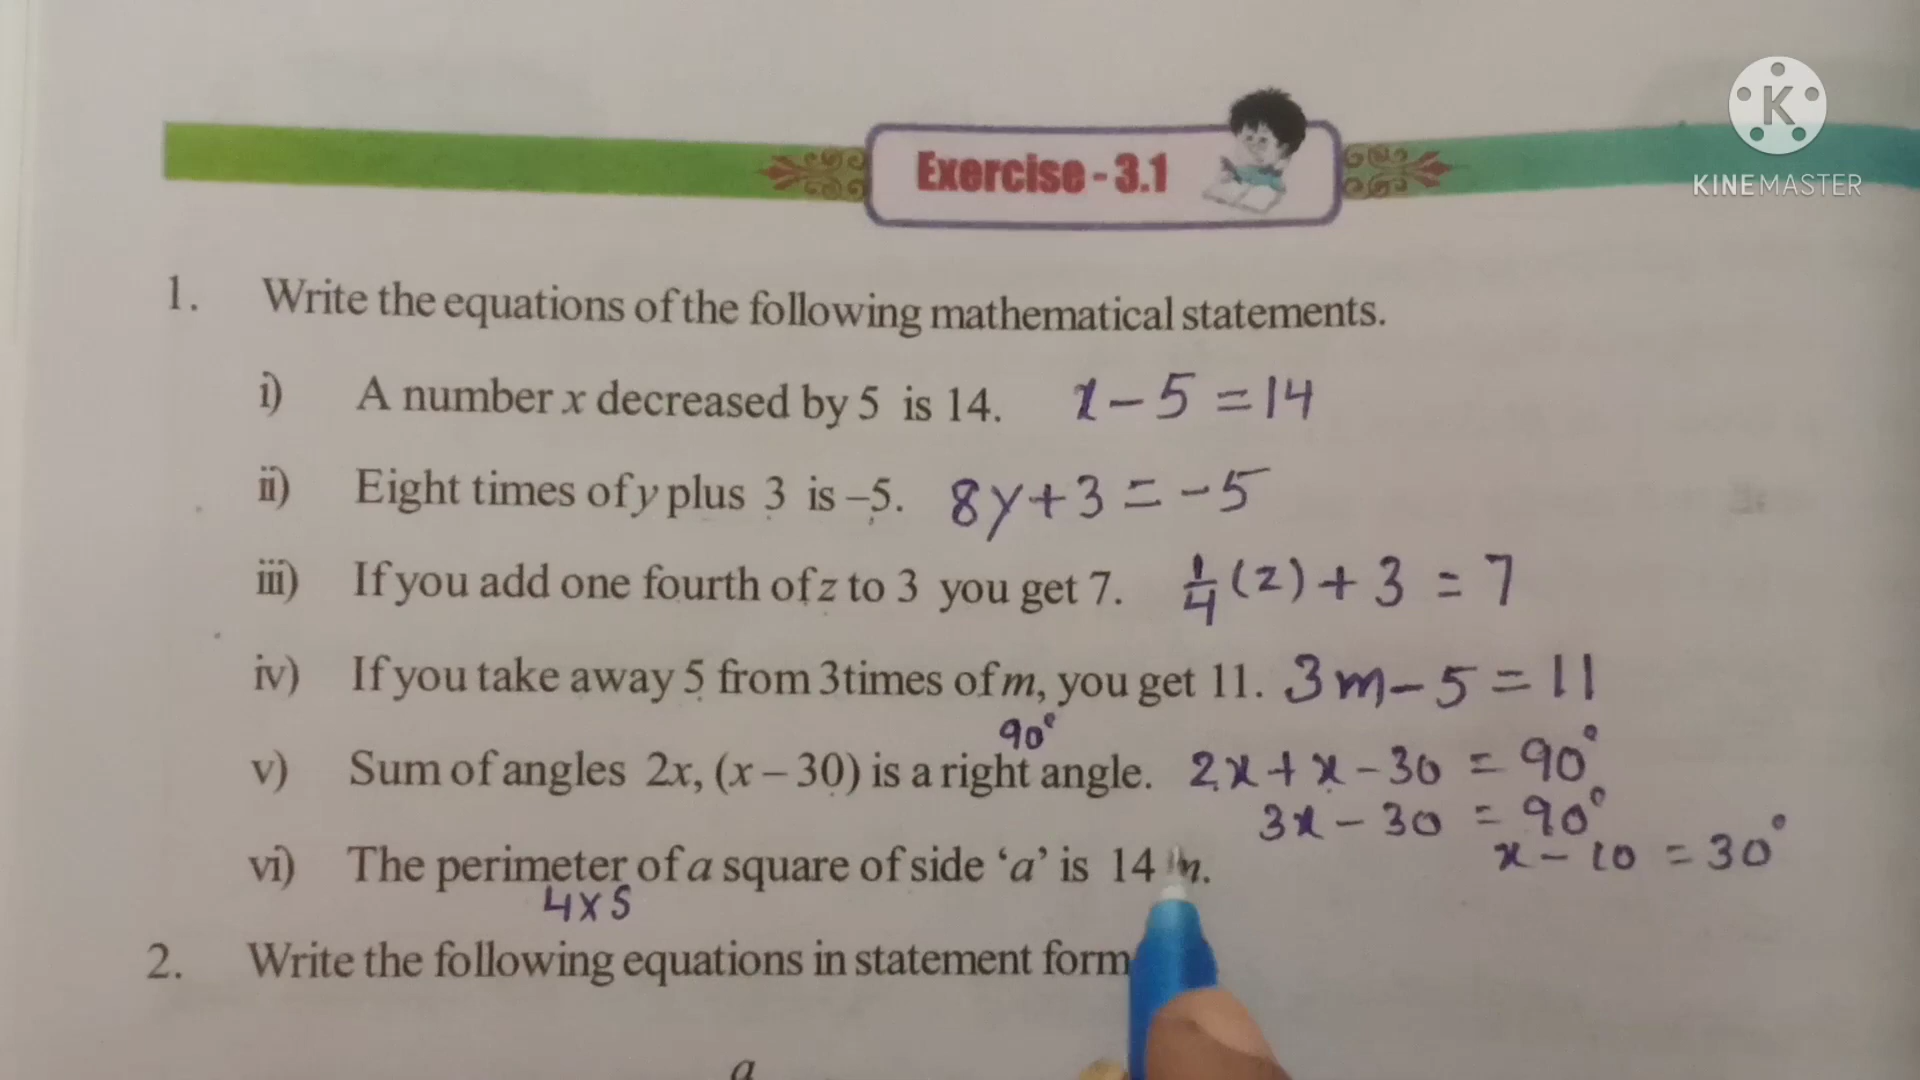 Exercise - 3.1
K
KINEMASTER
1. Write the equations of the following mathematical statements.
i) A number x decreased by 5 is 14. x - 5 = 14
ii) Eight times of y plus 3 is –5. 8y + 3 = -5
iii) If you add one fourth of z to 3 you get 7. 1/4 (z) + 3 = 7
iv) If you take away 5 from 3times of m, you get 11. 3m - 5 = 11
90°
v) Sum of angles 2x, (x – 30) is a right angle. 2x + x - 30 = 90°
3x - 30 = 90°
x - 10 = 30°
vi) The perimeter of a square of side ‘a’ is 14
4 x S
2. Write the following equations in statement form
a